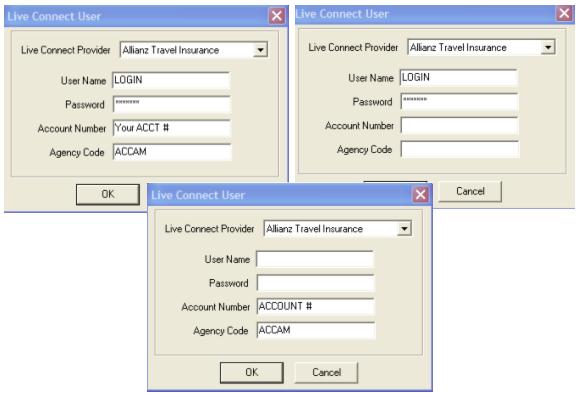 Live Connect User
Live Connect Provider Allianz Travel Insurance
User Name LOGIN
Password *******
Account Number Your ACCT #
Agency Code ACCAM
OK
Live Connect User
Live Connect Provider Allianz Travel Insurance
User Name LOGIN
Password *******
Account Number
Agency Code
Cancel
Live Connect User
Live Connect Provider Allianz Travel Insurance
User Name
Password
Account Number ACCOUNT #
Agency Code ACCAM
OK Cancel